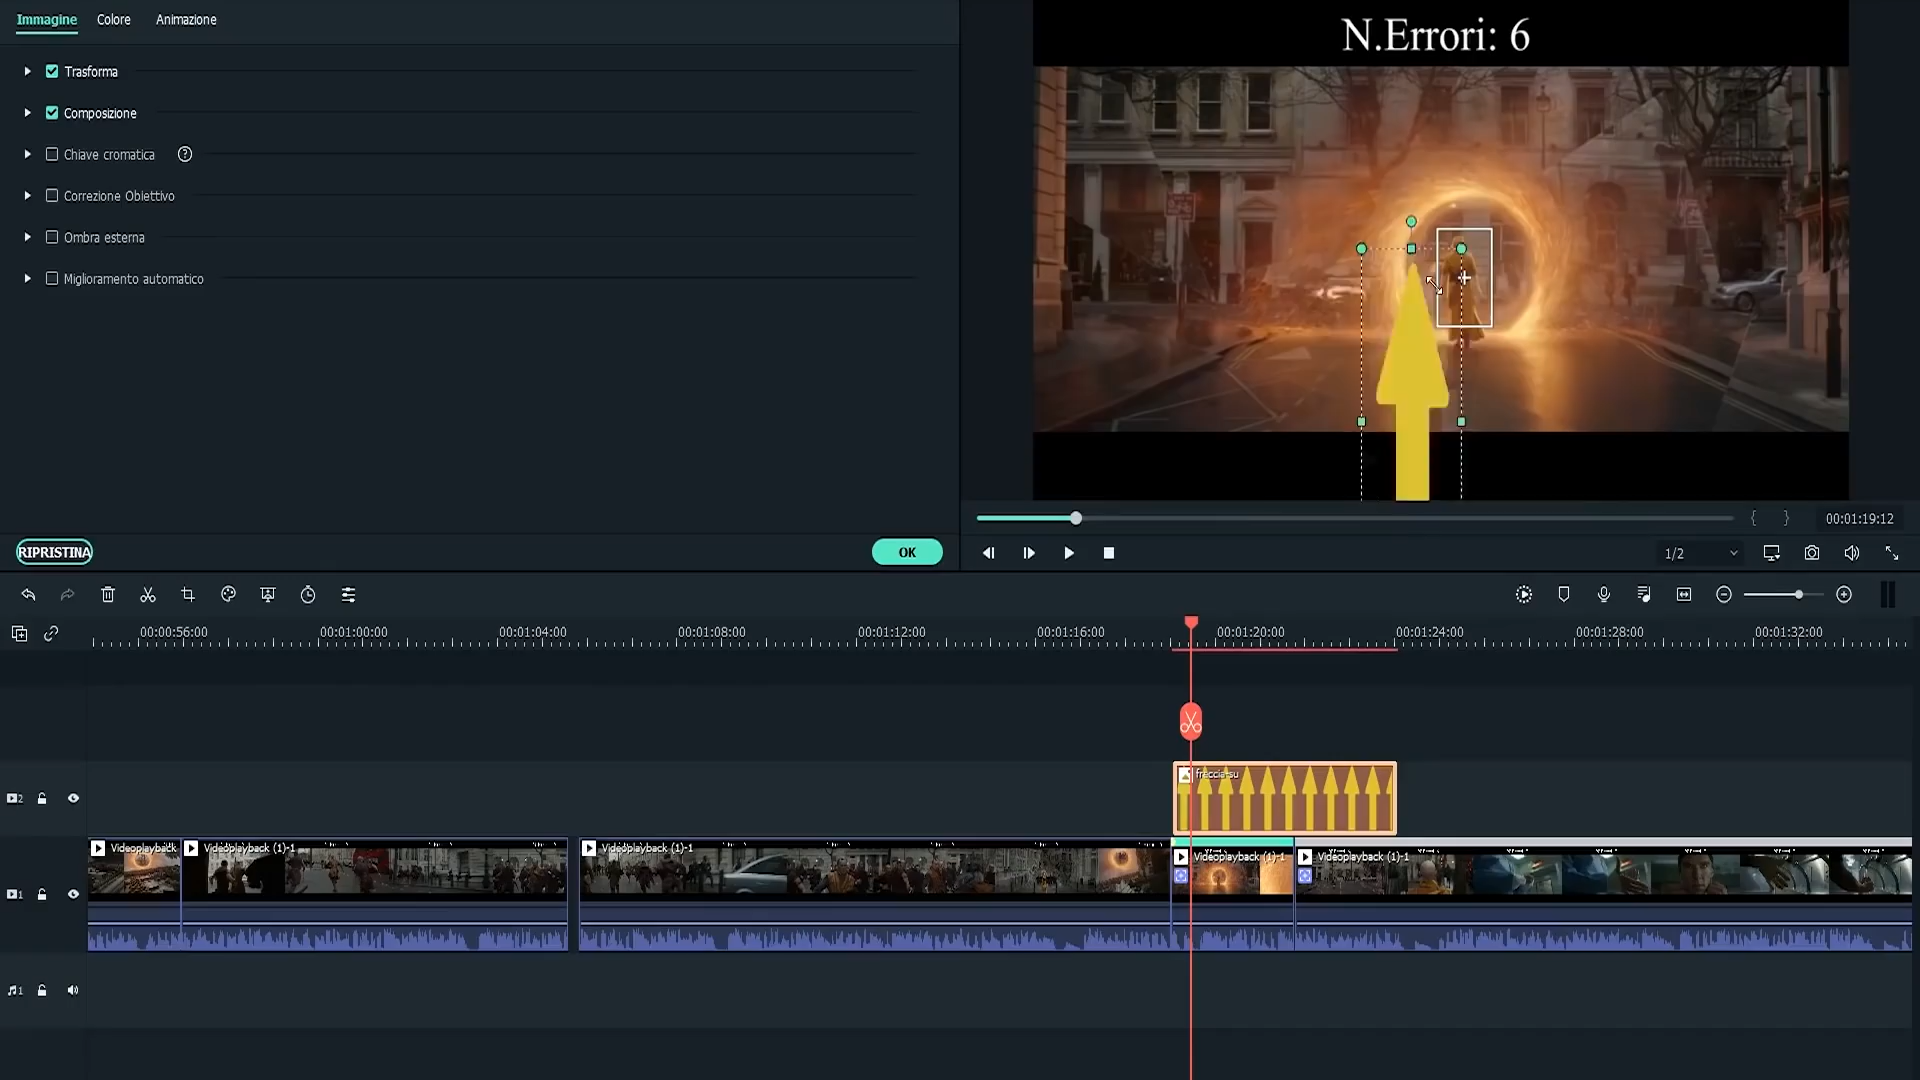 Immagine Colore Animazione
Trasforma
Composizione
Chiave cromatica ?
Correzione Obiettivo
Ombra esterna
Miglioramento automatico
RIPRISTINA
OK
N.Errori: 6
{ } 00:01:19:12
1/2
00:00:56:00 00:01:00:00 00:01:04:00 00:01:08:00 00:01:12:00 00:01:16:00 00:01:20:00 00:01:24:00 00:01:28:00 00:01:32:00
freccia-su
2
Videoplayback Videoplayback (1)-1 Videoplayback (1)-1 Videoplayback (1)-1 Videoplayback (1)-1
1
1